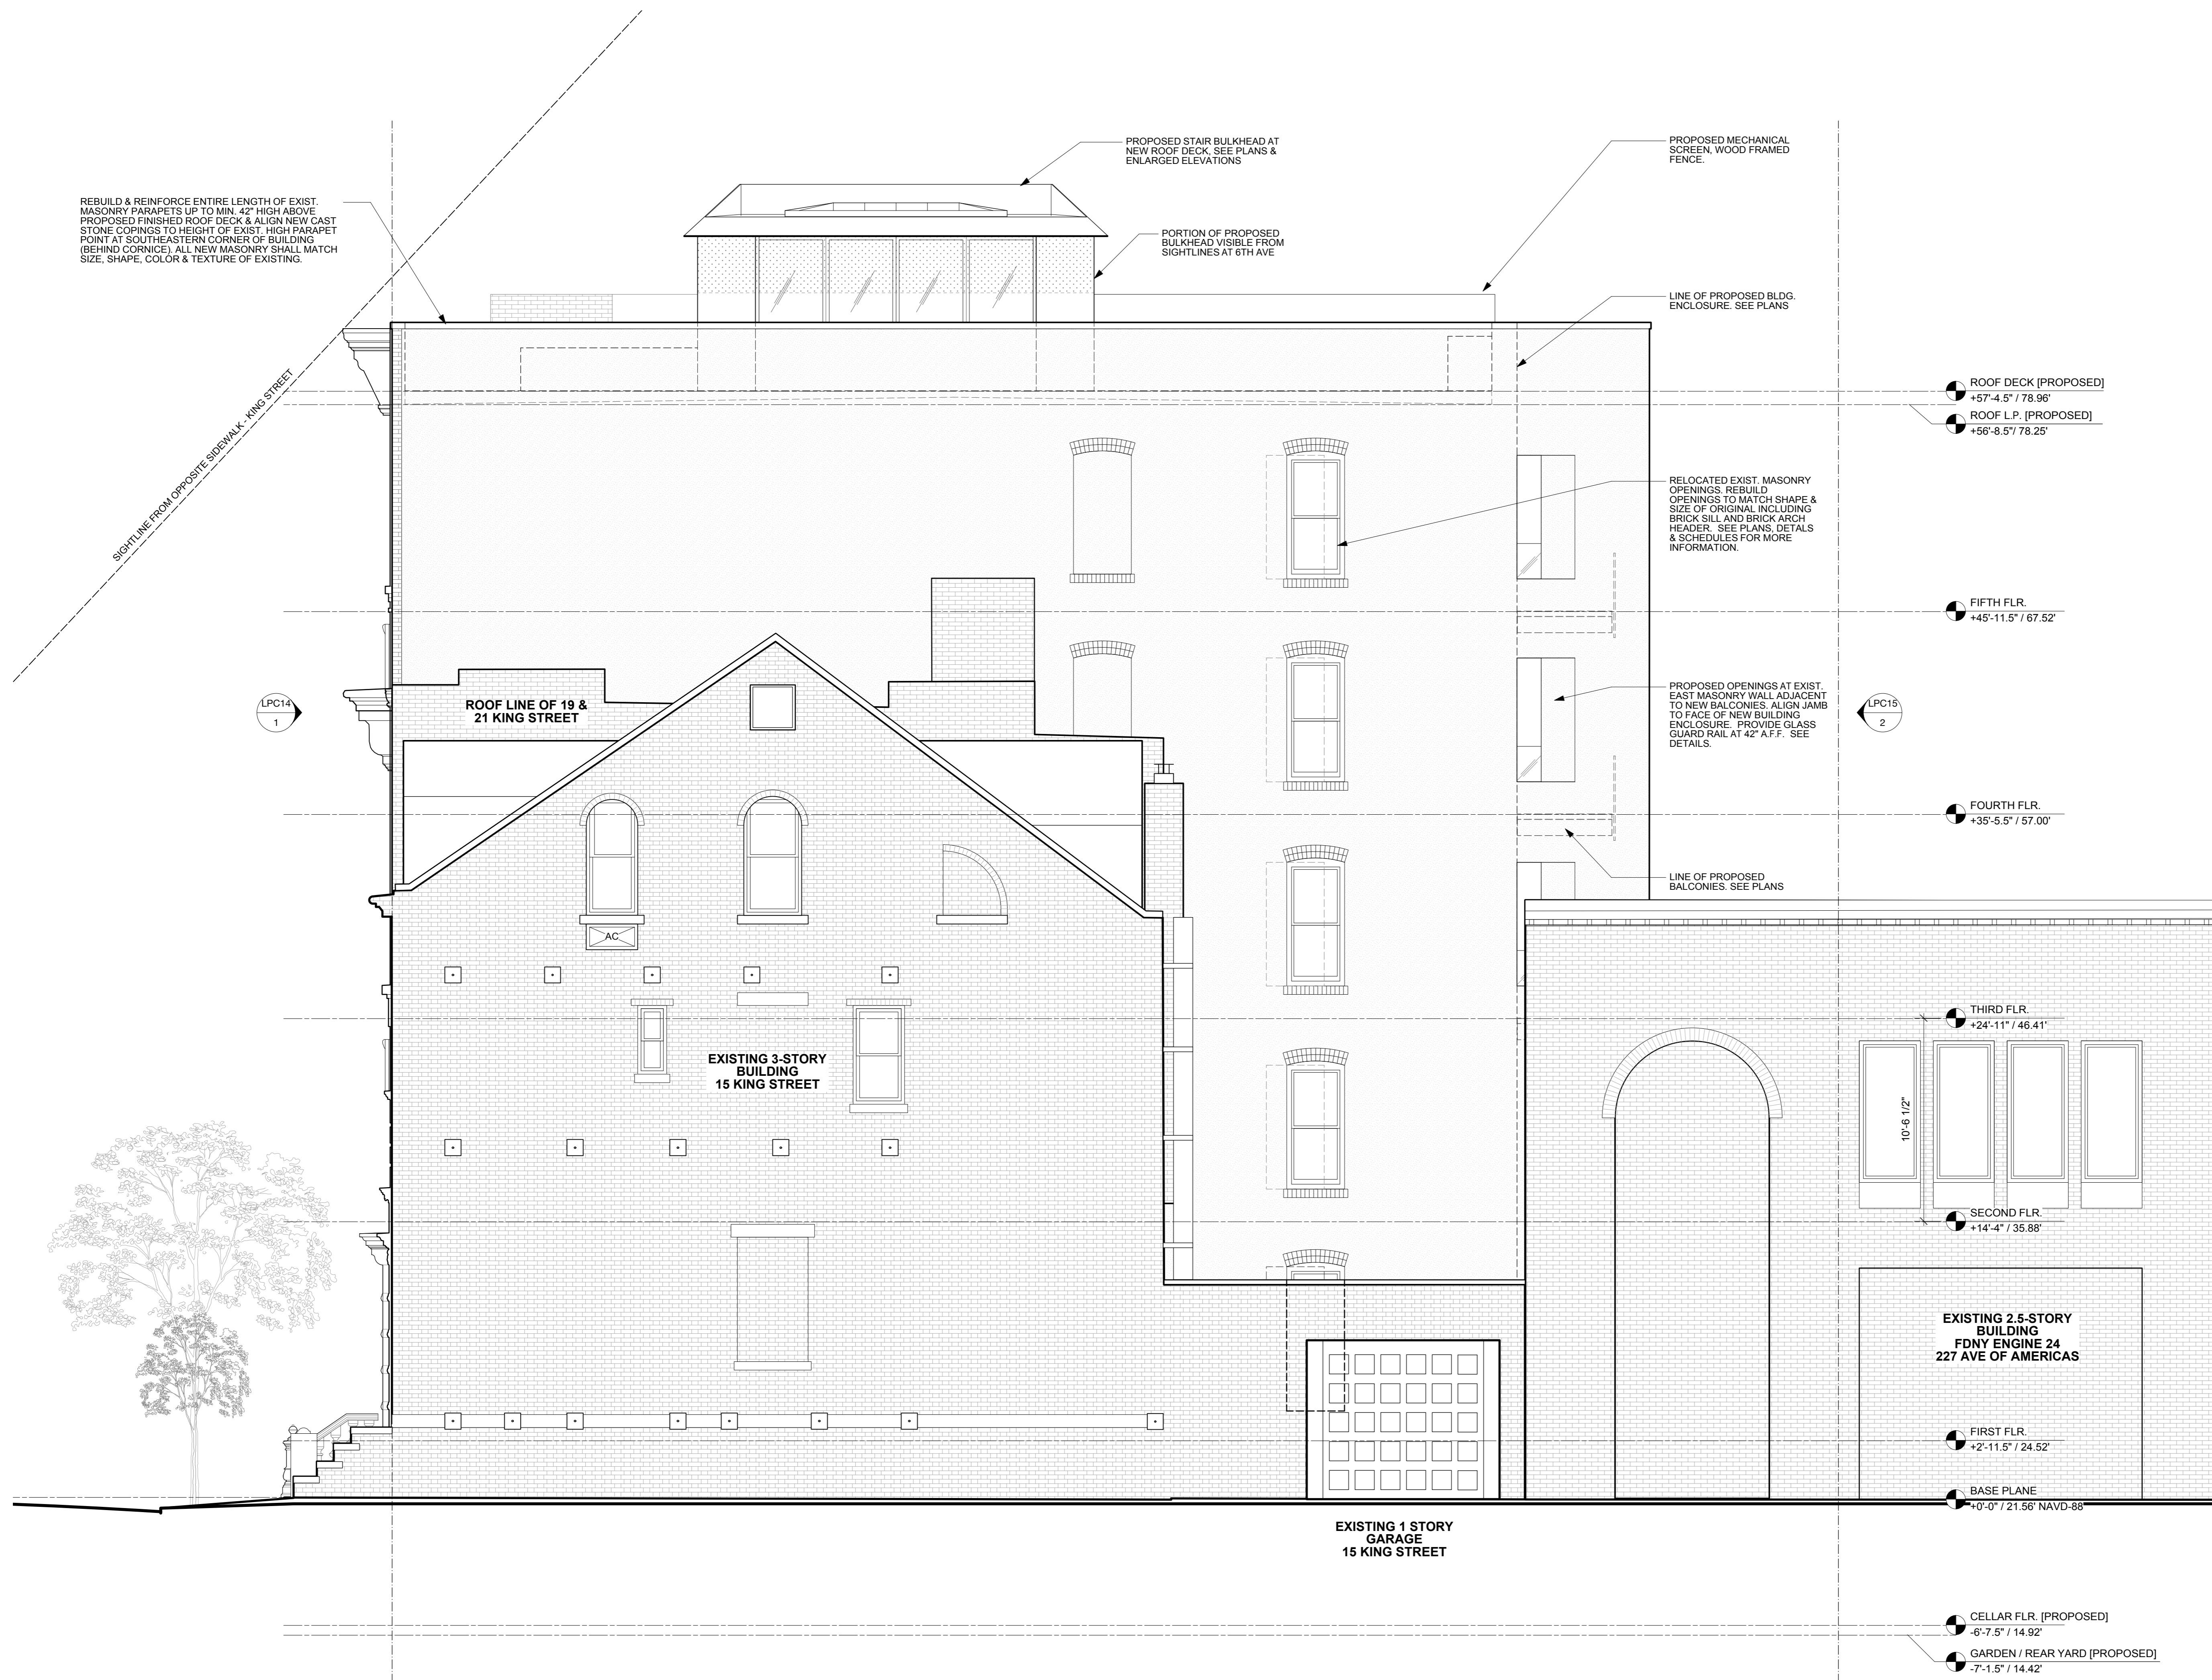 PROPOSED STAIR BULKHEAD AT
NEW ROOF DECK, SEE PLANS &
ENLARGED ELEVATIONS
PROPOSED MECHANICAL
SCREEN, WOOD FRAMED
FENCE.
REBUILD & REINFORCE ENTIRE LENGTH OF EXIST.
MASONRY PARAPETS UP TO MIN. 42" HIGH ABOVE
PROPOSED FINISHED ROOF DECK & ALIGN NEW CAST
STONE COPINGS TO HEIGHT OF EXIST. HIGH PARAPET
POINT AT SOUTHEASTERN CORNER OF BUILDING
(BEHIND CORNICE). ALL NEW MASONRY SHALL MATCH
SIZE, SHAPE, COLOR & TEXTURE OF EXISTING.
PORTION OF PROPOSED
BULKHEAD VISIBLE FROM
SIGHTLINES AT 6TH AVE
LINE OF PROPOSED BLDG.
ENCLOSURE. SEE PLANS
SIGHTLINE FROM OPPOSITE SIDEWALK - KING STREET
ROOF DECK [PROPOSED]
+57'-4.5" / 78.96'
ROOF L.P. [PROPOSED]
+56'-8.5"/ 78.25'
RELOCATED EXIST. MASONRY
OPENINGS. REBUILD
OPENINGS TO MATCH SHAPE &
SIZE OF ORIGINAL INCLUDING
BRICK SILL AND BRICK ARCH
HEADER. SEE PLANS, DETALS
& SCHEDULES FOR MORE
INFORMATION.
FIFTH FLR.
+45'-11.5" / 67.52'
LPC14
1
ROOF LINE OF 19 &
21 KING STREET
PROPOSED OPENINGS AT EXIST.
EAST MASONRY WALL ADJACENT
TO NEW BALCONIES. ALIGN JAMB
TO FACE OF NEW BUILDING
ENCLOSURE. PROVIDE GLASS
GUARD RAIL AT 42" A.F.F. SEE
DETAILS.
LPC15
2
FOURTH FLR.
+35'-5.5" / 57.00'
LINE OF PROPOSED
BALCONIES. SEE PLANS
AC
THIRD FLR.
+24'-11" / 46.41'
EXISTING 3-STORY
BUILDING
15 KING STREET
10'-6 1/2"
SECOND FLR.
+14'-4" / 35.88'
EXISTING 2.5-STORY
BUILDING
FDNY ENGINE 24
227 AVE OF AMERICAS
FIRST FLR.
+2'-11.5" / 24.52'
BASE PLANE
+0'-0" / 21.56' NAVD-88
EXISTING 1 STORY
GARAGE
15 KING STREET
CELLAR FLR. [PROPOSED]
-6'-7.5" / 14.92'
GARDEN / REAR YARD [PROPOSED]
-7'-1.5" / 14.42'